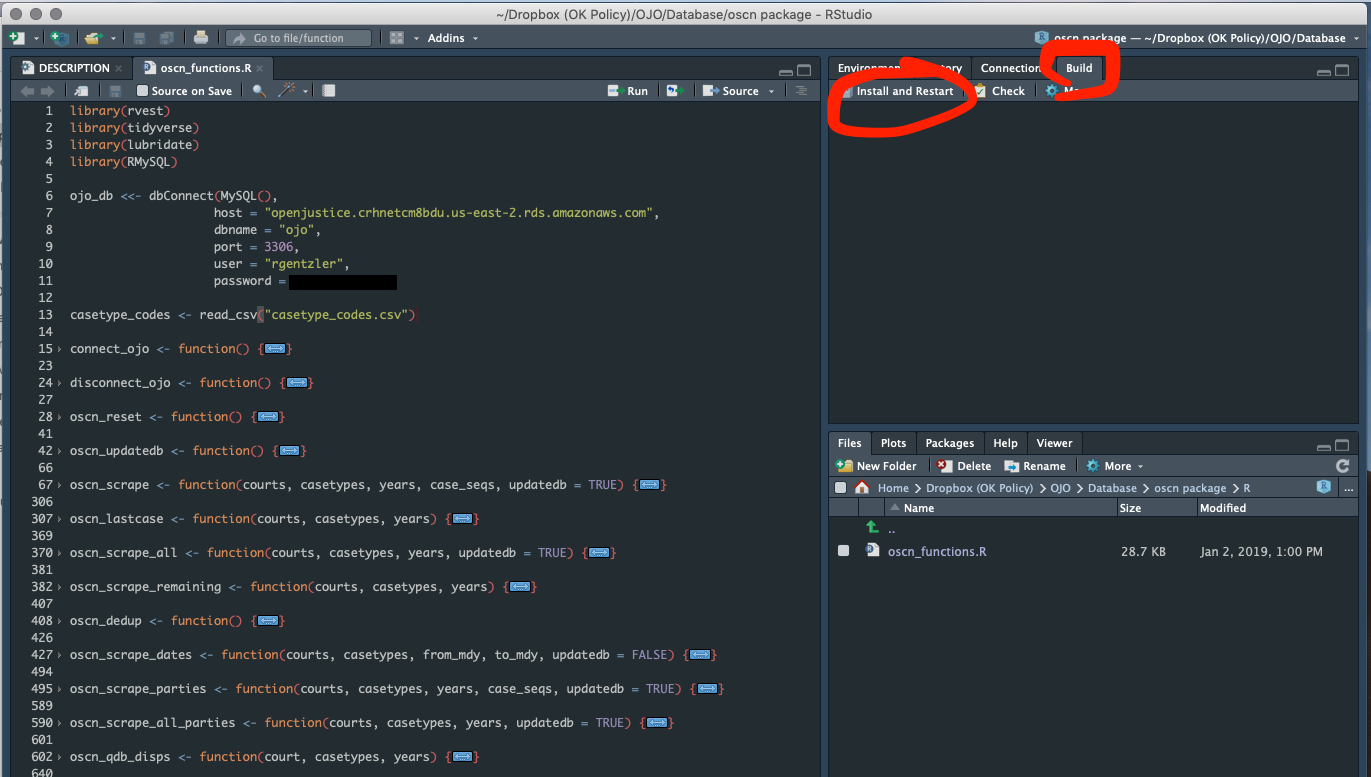 ~/Dropbox (OK Policy)/OJO/Database/oscn package - RStudio
Go to file/function Addins oscn package — ~/Dropbox (OK Policy)/OJO/Database
DESCRIPTION oscn_functions.R
Source on Save Run Source
1 library(rvest)
2 library(tidyverse)
3 library(lubridate)
4 library(RMySQL)
5
6 ojo_db <<- dbConnect(MySQL(),
7 host = "openjustice.crhnetcm8bdu.us-east-2.rds.amazonaws.com",
8 dbname = "ojo",
9 port = 3306,
10 user = "rgentzler",
11 password =
12
13 casetype_codes <- read_csv("casetype_codes.csv")
14
15 connect_ojo <- function() {
23
24 disconnect_ojo <- function() {}
27
28 oscn_reset <- function() {}
41
42 oscn_updatedb <- function() {}
66
67 oscn_scrape <- function(courts, casetypes, years, case_seqs, updatedb = TRUE) {}
306
307 oscn_lastcase <- function(courts, casetypes, years) {}
369
370 oscn_scrape_all <- function(courts, casetypes, years, updatedb = TRUE) {}
381
382 oscn_scrape_remaining <- function(courts, casetypes, years) {}
407
408 oscn_dedup <- function() {}
426
427 oscn_scrape_dates <- function(courts, casetypes, from_mdy, to_mdy, updatedb = FALSE) {}
494
495 oscn_scrape_parties <- function(courts, casetypes, years, case_seqs, updatedb = TRUE) {}
589
590 oscn_scrape_all_parties <- function(courts, casetypes, years, updatedb = TRUE) {}
601
602 oscn_qdb_disps <- function(court, casetypes, years) {}
640
Build
Install and Restart Check
Files Plots Packages Help Viewer
New Folder Delete Rename More
Home Dropbox (OK Policy) OJO Database oscn package R ...
Name Size Modified
..
oscn_functions.R 28.7 KB Jan 2, 2019, 1:00 PM